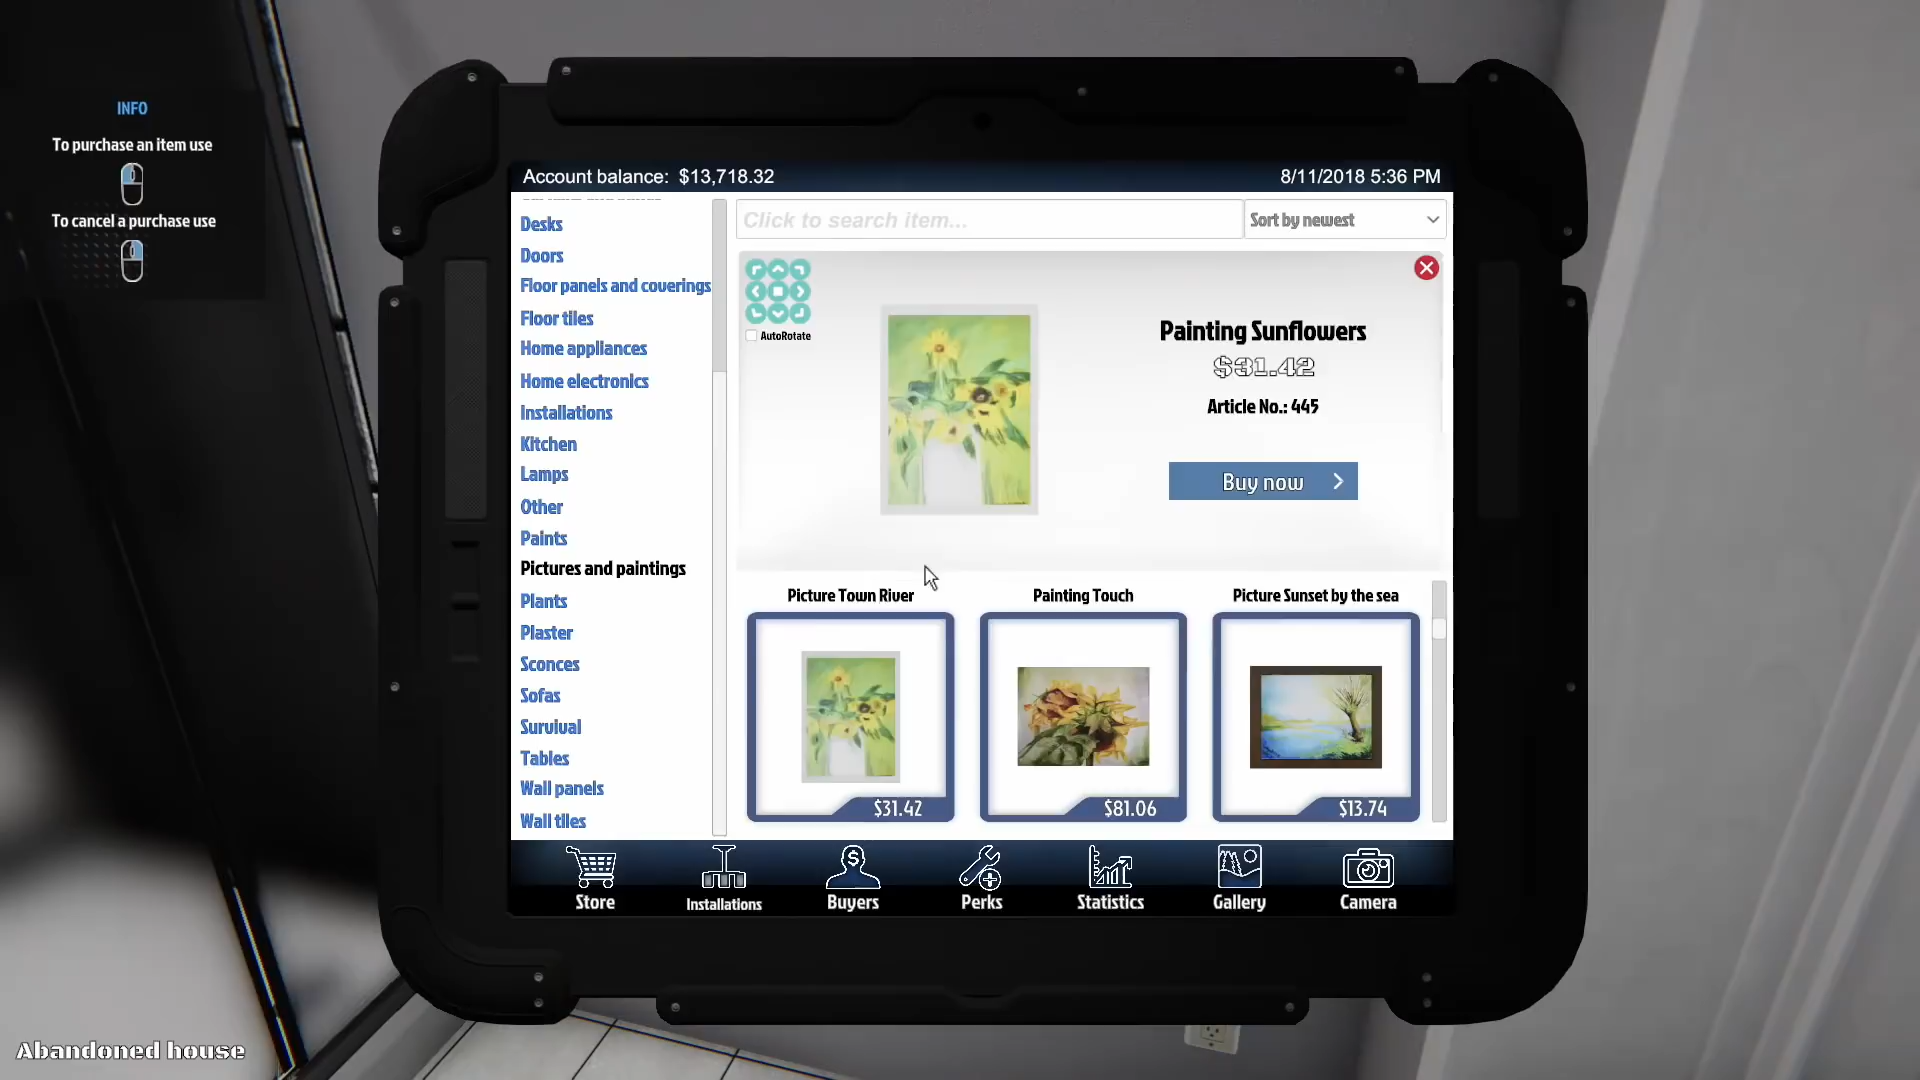 INFO
To purchase an item use
To cancel a purchase use
Account balance: $13,718.32
8/11/2018 5:36 PM
Desks
Doors
Floor panels and coverings
Floor tiles
Home appliances
Home electronics
Installations
Kitchen
Lamps
Other
Paints
Pictures and paintings
Plants
Plaster
Sconces
Sofas
Survival
Tables
Wall panels
Wall tiles
Click to search item...
Sort by newest
AutoRotate
Painting Sunflowers
$31.42
Article No.: 445
Buy now
Picture Town River
Painting Touch
Picture Sunset by the sea
$31.42
$81.06
$13.74
Store
Installations
Buyers
Perks
Statistics
Gallery
Camera
Abandoned house